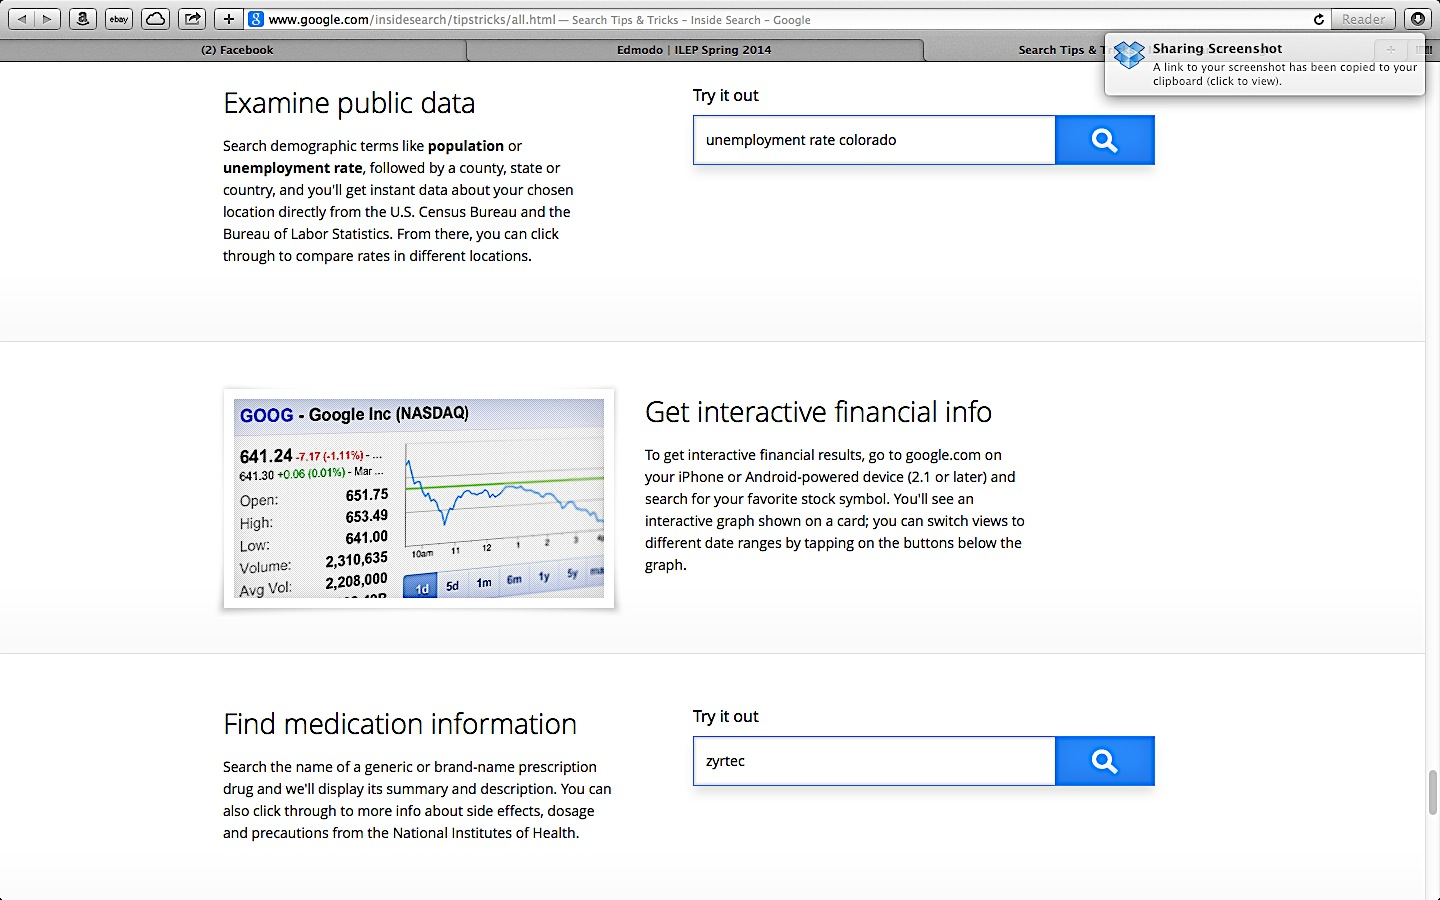 ebay
www.google.com/insidesearch/tipstricks/all.html — Search Tips & Tricks – Inside Search – Google
Reader
(2) Facebook
Edmodo | ILEP Spring 2014
Search Tips &
Sharing Screenshot
A link to your screenshot has been copied to your
clipboard (click to view).
Examine public data
Search demographic terms like population or
unemployment rate, followed by a county, state or
country, and you'll get instant data about your chosen
location directly from the U.S. Census Bureau and the
Bureau of Labor Statistics. From there, you can click
through to compare rates in different locations.
Try it out
unemployment rate colorado
GOOG - Google Inc (NASDAQ)
641.24 -7.17 (-1.11%) - ...
641.30 +0.06 (0.01%) - Mar ...
Open: 651.75
High: 653.49
Low: 641.00
Volume: 2,310,635
Avg Vol: 2,208,000
10am 11 12 1 2 3
1d 5d 1m 6m 1y 5y
Get interactive financial info
To get interactive financial results, go to google.com on
your iPhone or Android-powered device (2.1 or later) and
search for your favorite stock symbol. You'll see an
interactive graph shown on a card; you can switch views to
different date ranges by tapping on the buttons below the
graph.
Find medication information
Search the name of a generic or brand-name prescription
drug and we'll display its summary and description. You can
also click through to more info about side effects, dosage
and precautions from the National Institutes of Health.
Try it out
zyrtec